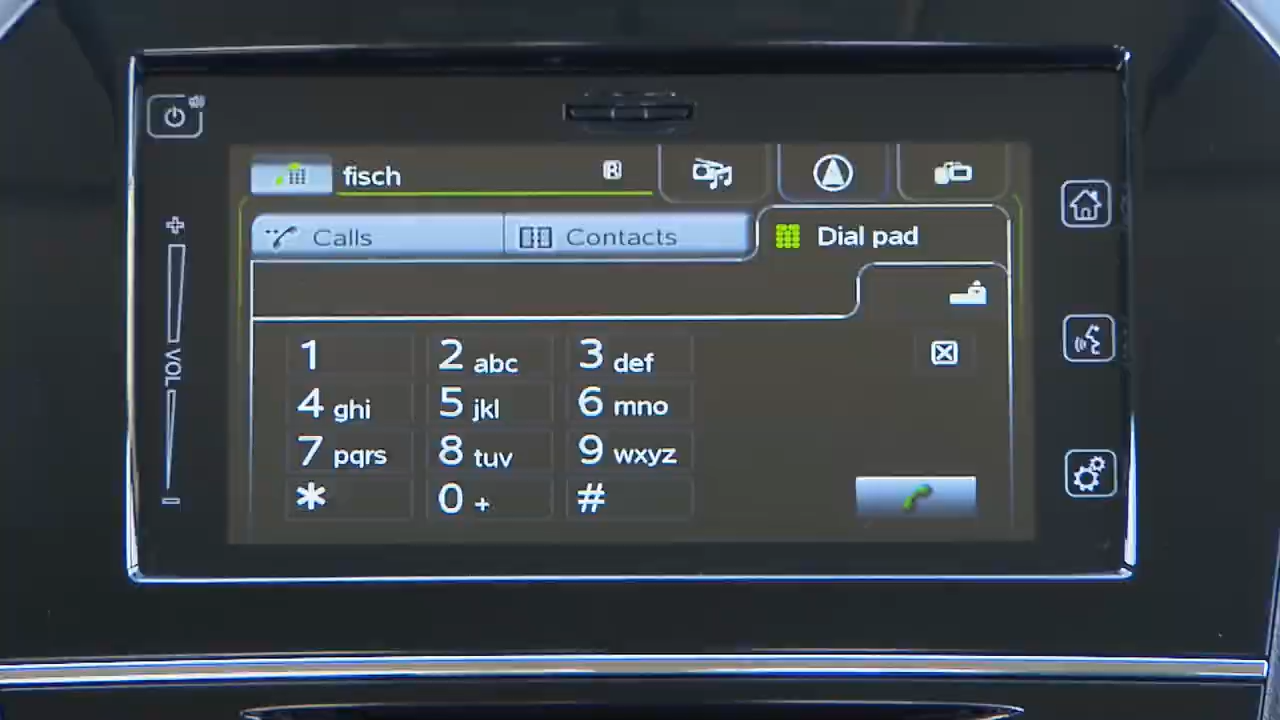 fisch R
Calls Contacts Dial pad
1 2 abc 3 def
4 ghi 5 jkl 6 mno
7 pqrs 8 tuv 9 wxyz
* 0 + #
VOL